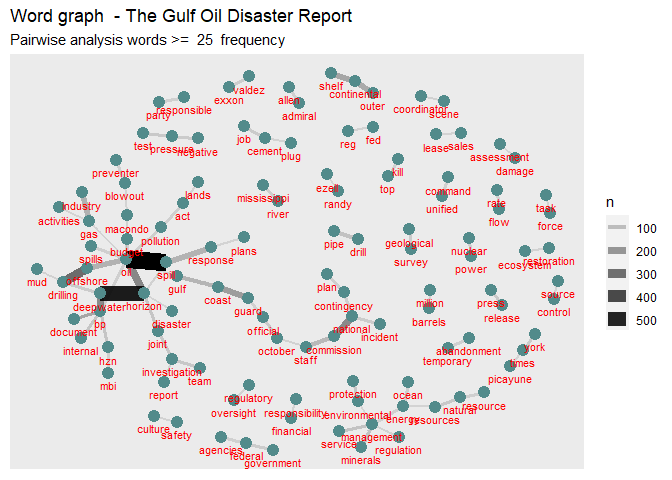 Word graph - The Gulf Oil Disaster Report
Pairwise analysis words >= 25 frequency
shelf
valdez
continental
exxon
allen
outer
coordinator
responsible
admiral
scene
party
test
job
fed
pressure
reg
lease
sales
negative
cement
plug
assessment
kill
damage
preventer
ezell
top
command
lands
mississippi
rate
task
blowout
randy
industry
river
unified
act
flow
force
activities
macondo
gas
pollution
budget
plans
pipe
drill
geological
nuclear
restoration
spills
response
survey
power
ecosystem
oil
mud
offshore
spill
gulf
plan
source
drilling
coast
million
press
contingency
control
deepwater
horizon
guard
barrels
release
bp
disaster
official
national
document
incident
york
internal
joint
october
commission
abandonment
hzn
staff
temporary
times
investigation
picayune
mbi
team
report
regulatory
protection
ocean
resource
oversight
responsibility
environmental
energy
natural
resources
culture
financial
safety
management
service
regulation
agencies
federal
minerals
government
n
100
200
300
400
500